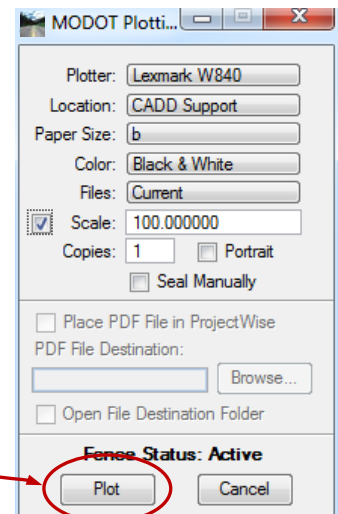 MODOT Plotti...
Plotter: Lexmark W840
Location: CADD Support
Paper Size: b
Color: Black & White
Files: Current
Scale: 100.000000
Copies: 1 Portrait
Seal Manually
Place PDF File in ProjectWise
PDF File Destination:
Browse...
Open File Destination Folder
Fence Status: Active
Plot Cancel